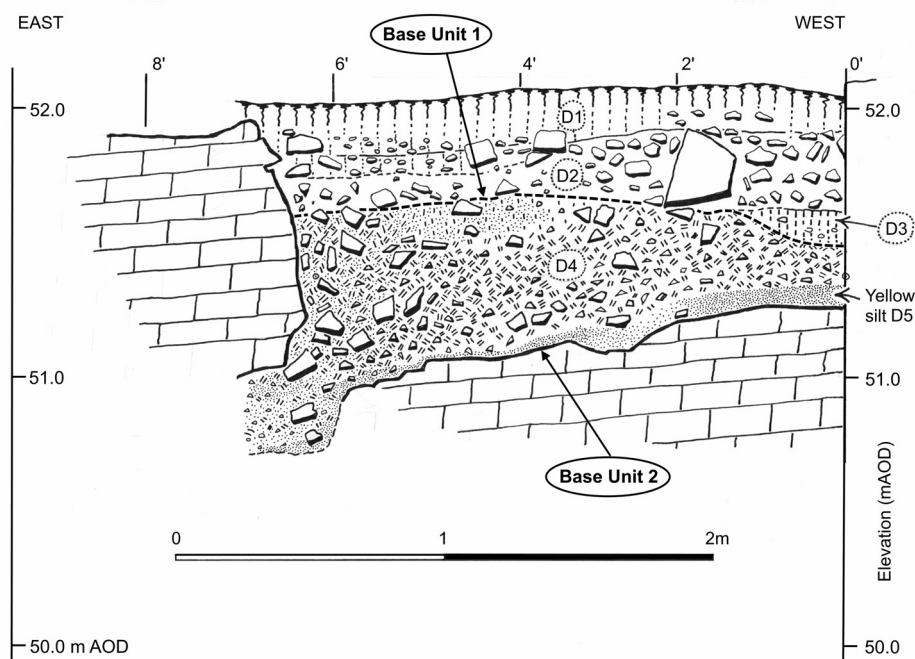 EAST
WEST
Base Unit 1
8'
6'
4'
2'
0'
52.0
52.0
D1
D2
D3
D4
Yellow
silt D5
51.0
51.0
Base Unit 2
0
1
2m
Elevation (mAOD)
50.0 m AOD
50.0